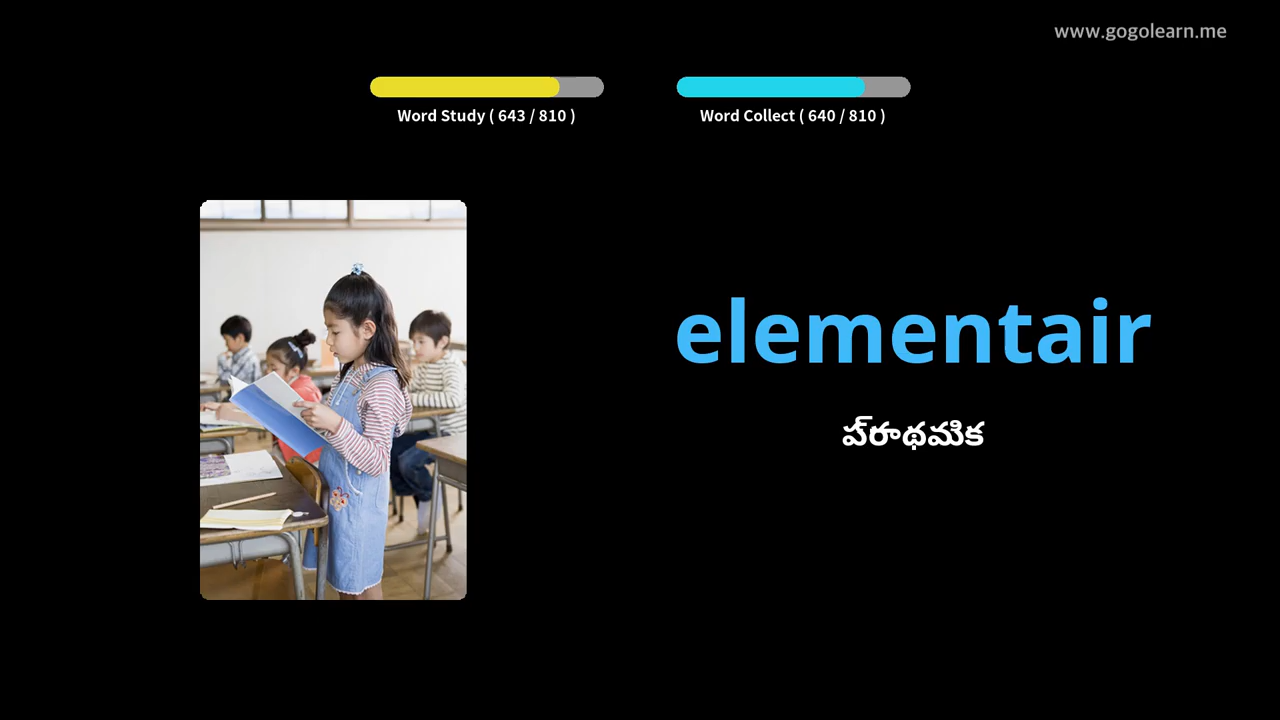 www.gogolearn.me
Word Study ( 643 / 810 )
Word Collect ( 640 / 810 )
elementair
ప్రాథమిక